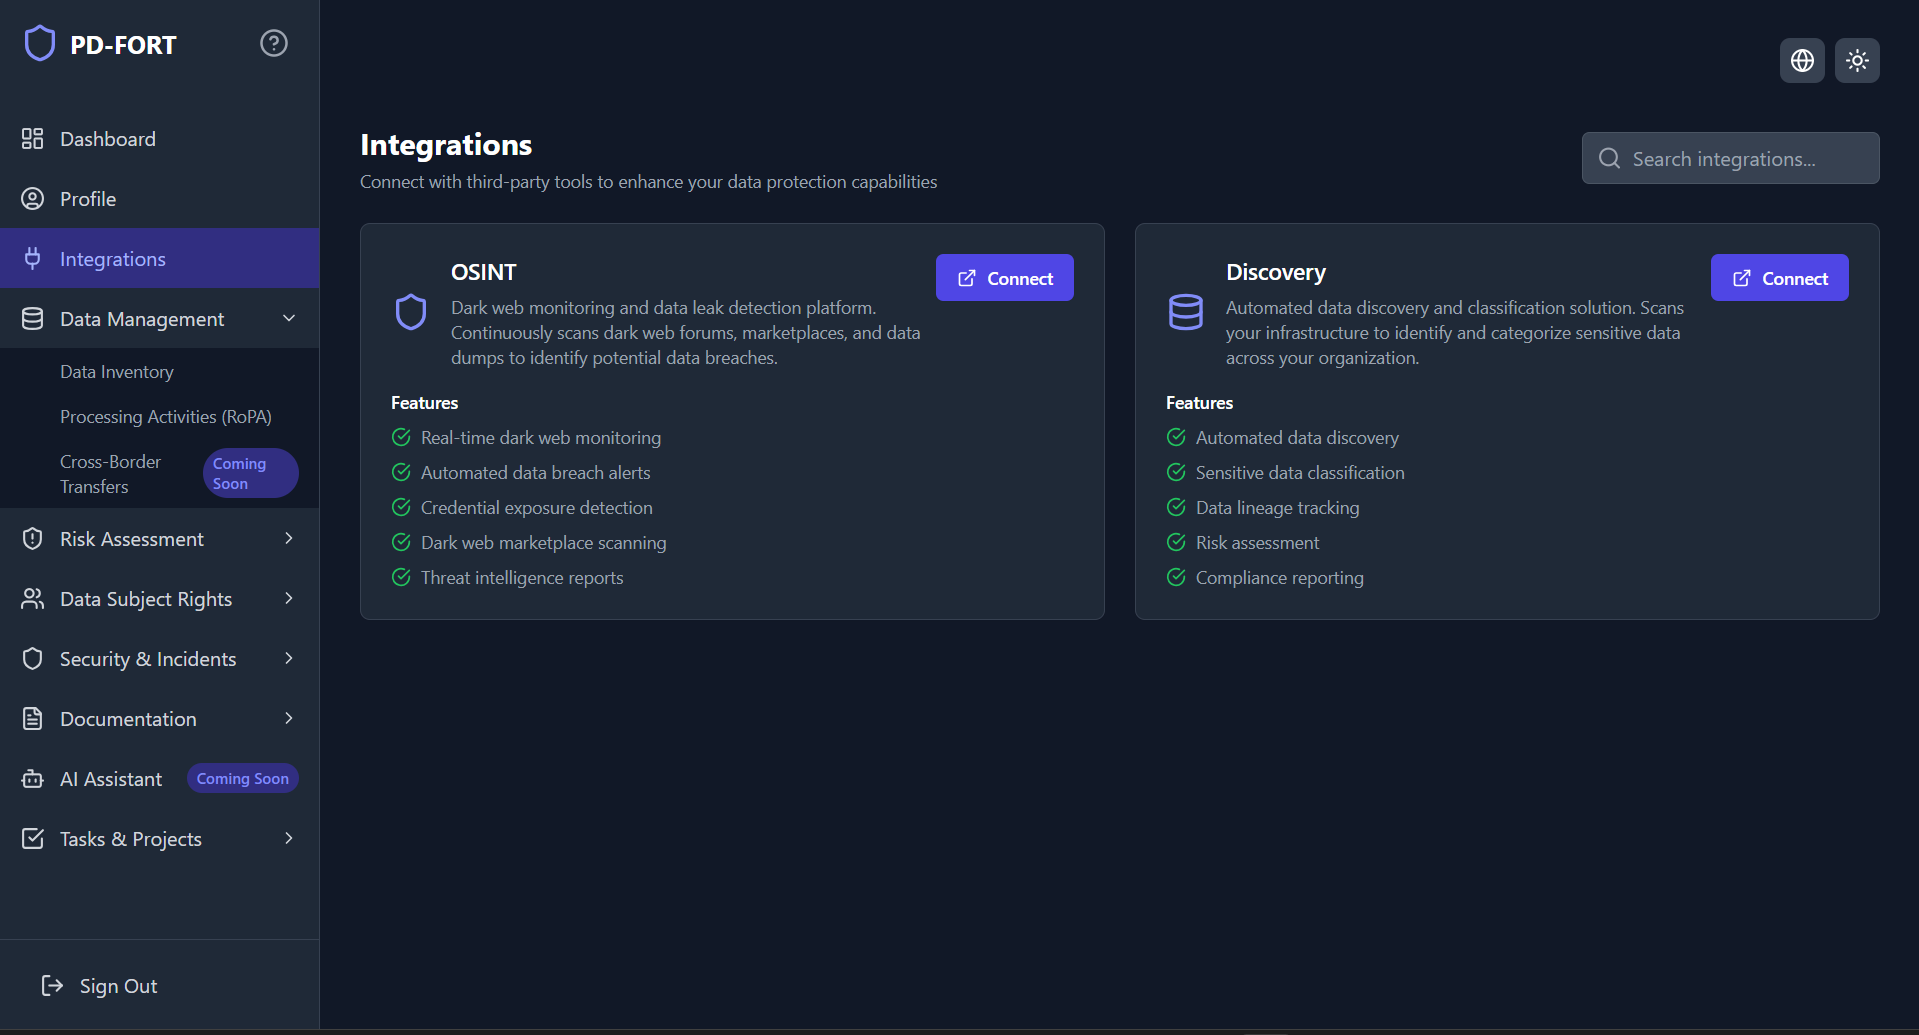 PD-FORT
Dashboard
Profile
Integrations
Data Management
Data Inventory
Processing Activities (RoPA)
Cross-Border
Transfers
Coming
Soon
Risk Assessment
Data Subject Rights
Security & Incidents
Documentation
AI Assistant
Coming Soon
Tasks & Projects
Sign Out
Integrations
Connect with third-party tools to enhance your data protection capabilities
Search integrations...
OSINT
Connect
Dark web monitoring and data leak detection platform.
Continuously scans dark web forums, marketplaces, and data
dumps to identify potential data breaches.
Features
Real-time dark web monitoring
Automated data breach alerts
Credential exposure detection
Dark web marketplace scanning
Threat intelligence reports
Discovery
Connect
Automated data discovery and classification solution. Scans
your infrastructure to identify and categorize sensitive data
across your organization.
Features
Automated data discovery
Sensitive data classification
Data lineage tracking
Risk assessment
Compliance reporting